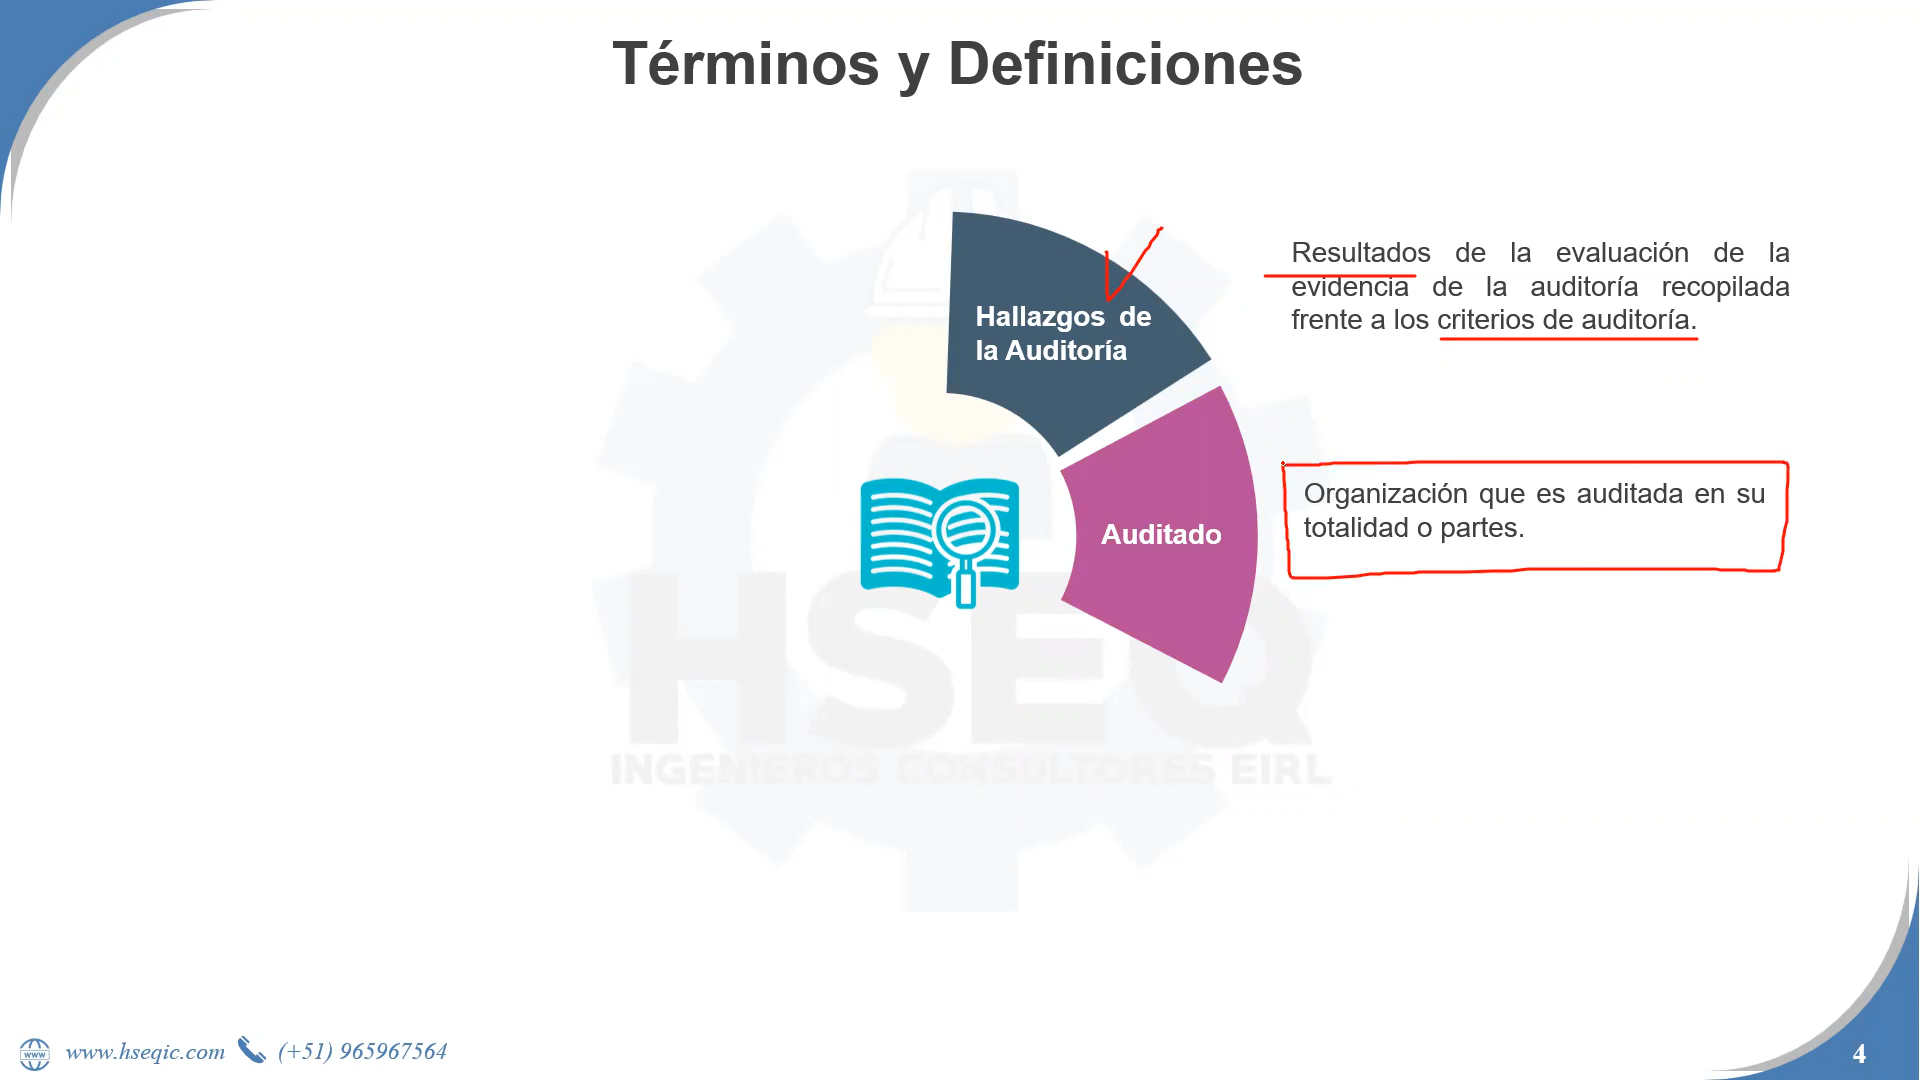 Términos y Definiciones
Hallazgos de
la Auditoría
Resultados de la evaluación de la
evidencia de la auditoría recopilada
frente a los criterios de auditoría.
Auditado
Organización que es auditada en su
totalidad o partes.
HSEQ
INGENIEROS CONSULTORES EIRL
www
www.hseqic.com
(+51) 965967564
4